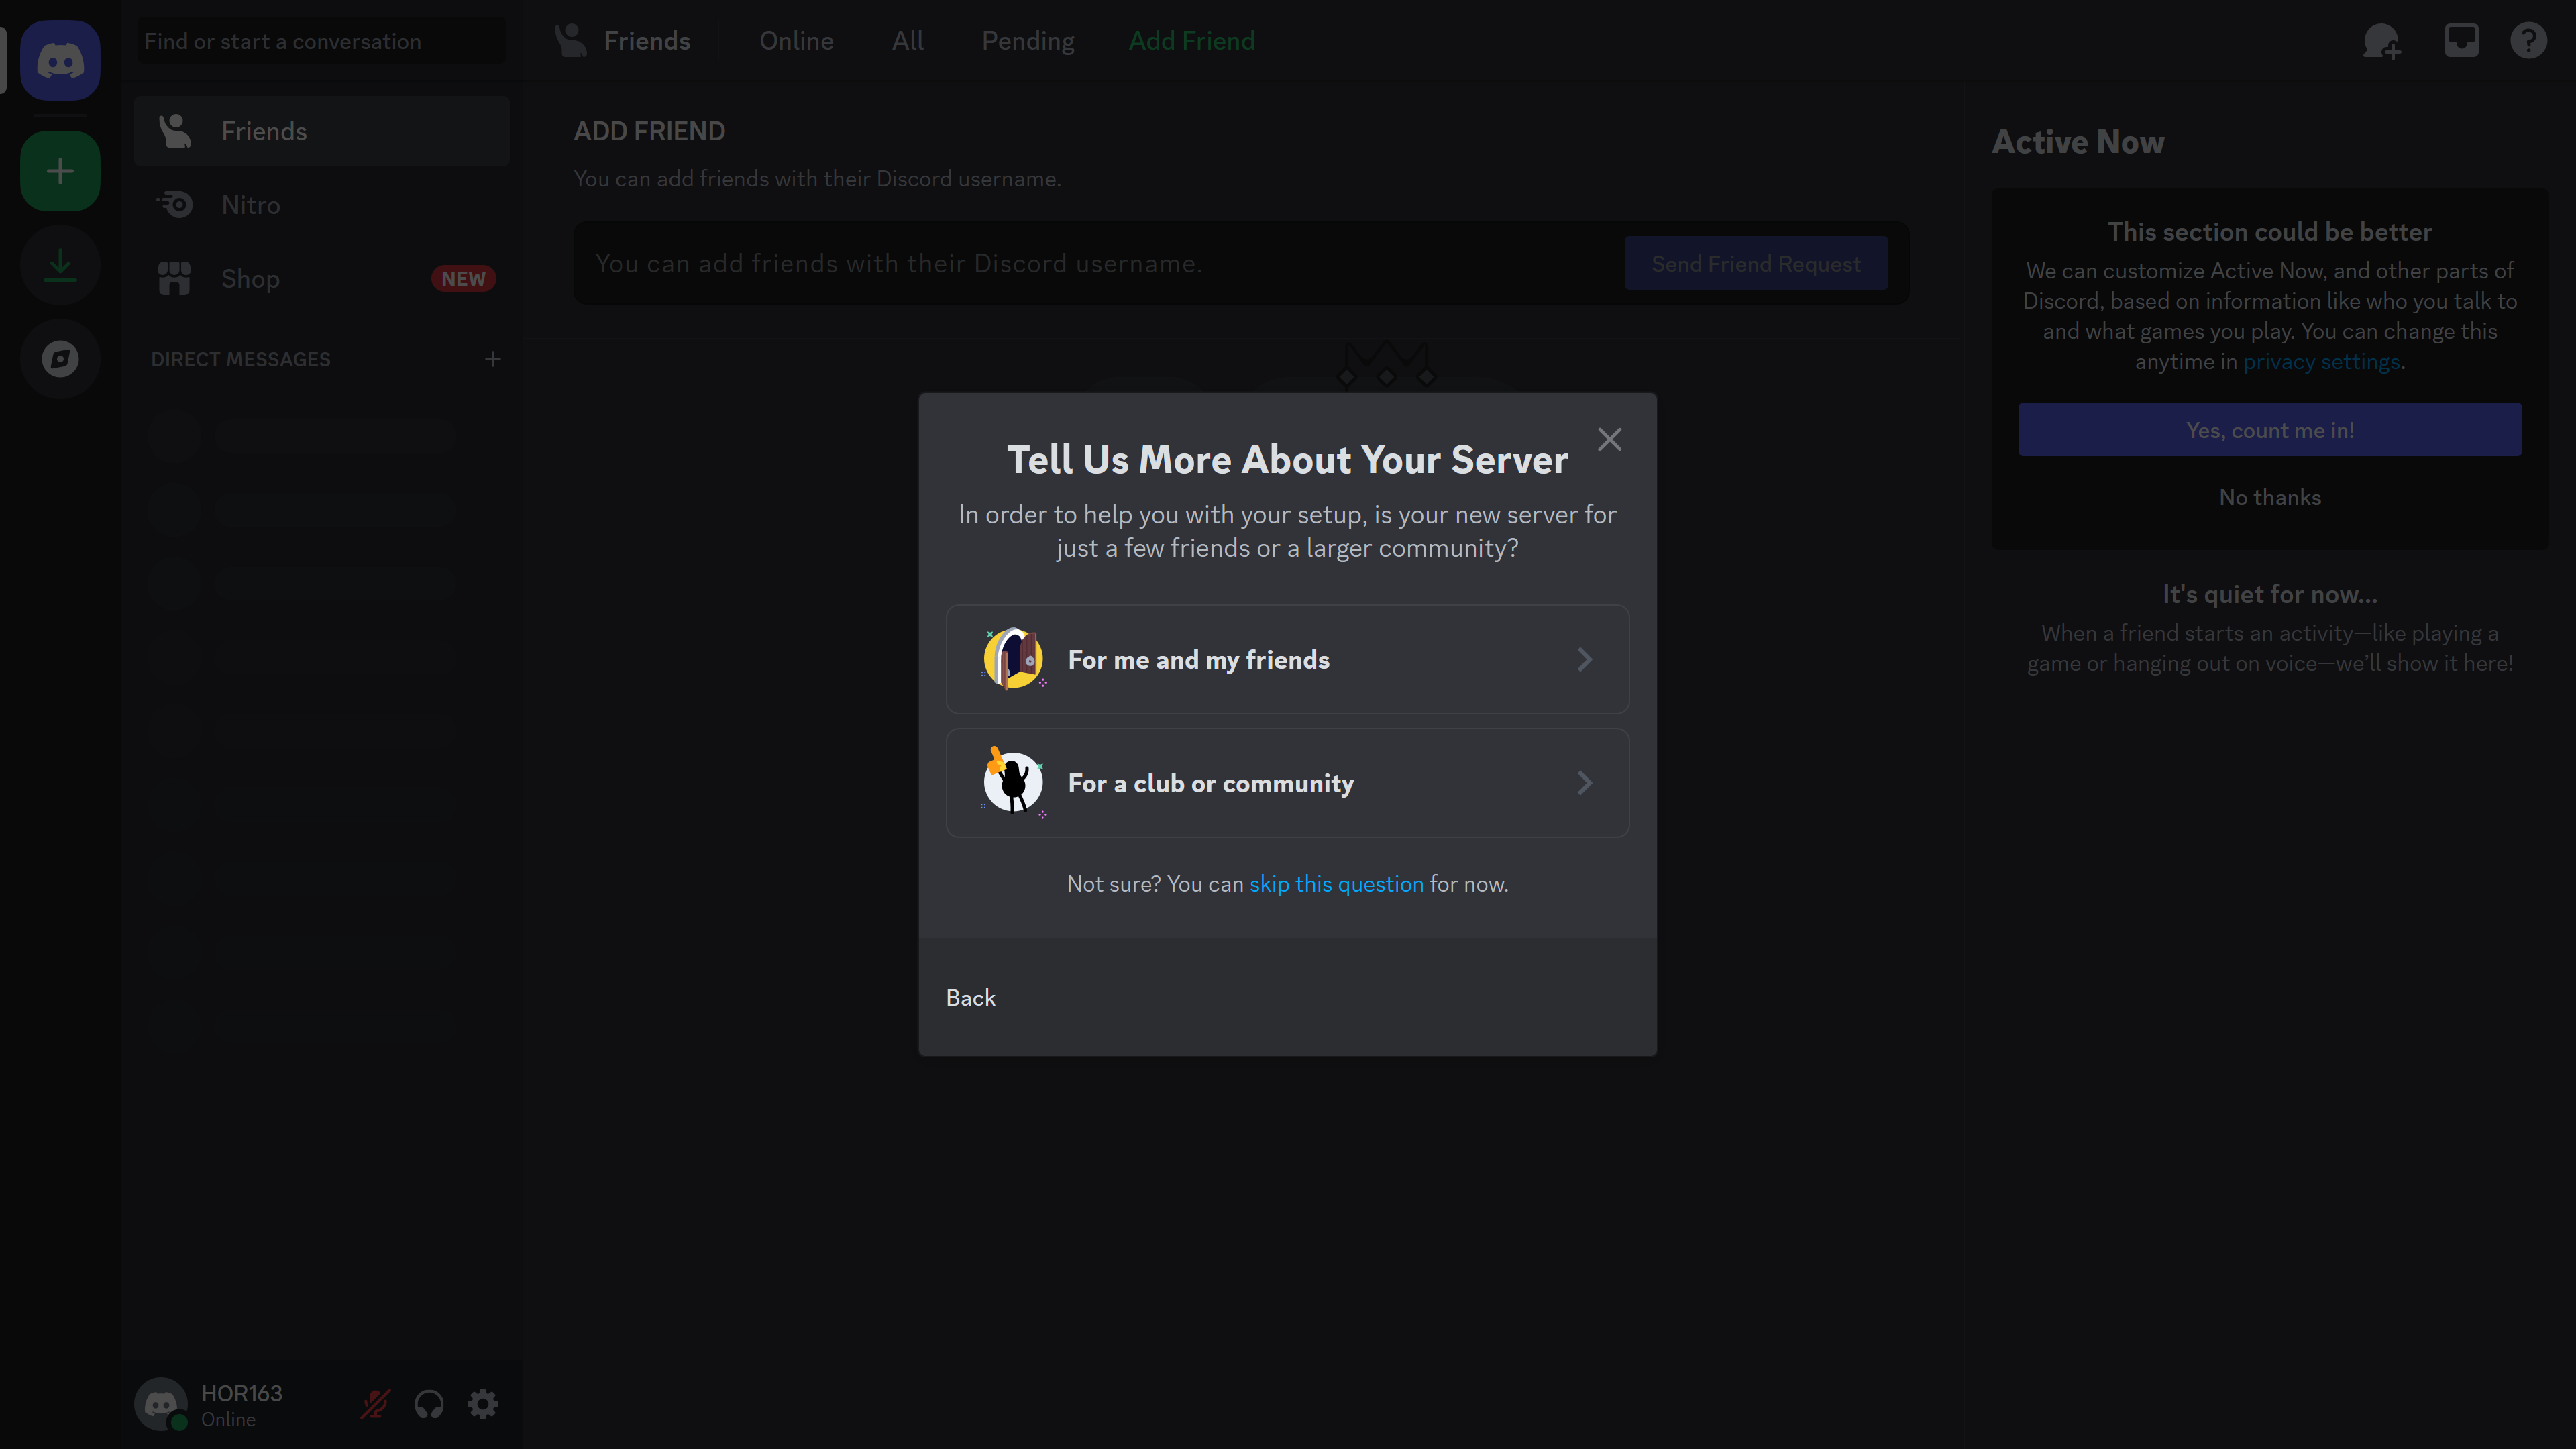 Find or start a conversation
Friends
Nitro
Shop
NEW
DIRECT MESSAGES
HOR163
Online
Friends
Online
All
Pending
Add Friend
ADD FRIEND
You can add friends with their Discord username.
You can add friends with their Discord username.
Send Friend Request
Tell Us More About Your Server
In order to help you with your setup, is your new server for
just a few friends or a larger community?
For me and my friends
For a club or community
Not sure? You can skip this question for now.
Back
Active Now
This section could be better
We can customize Active Now, and other parts of
Discord, based on information like who you talk to
and what games you play. You can change this
anytime in privacy settings.
Yes, count me in!
No thanks
It's quiet for now...
When a friend starts an activity—like playing a
game or hanging out on voice—we'll show it here!